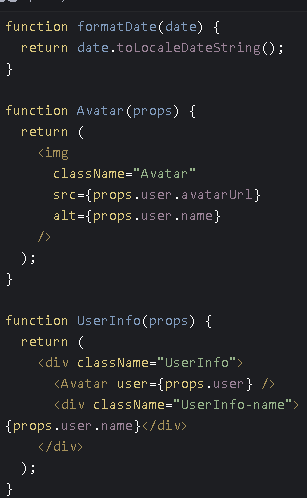 function formatDate(date) {
  return date.toLocaleDateString();
}

function Avatar(props) {
  return (
    <img
      className="Avatar"
      src={props.user.avatarUrl}
      alt={props.user.name}
    />
  );
}

function UserInfo(props) {
  return (
    <div className="UserInfo">
      <Avatar user={props.user} />
      <div className="UserInfo-name">
{props.user.name}</div>
    </div>
  );
}